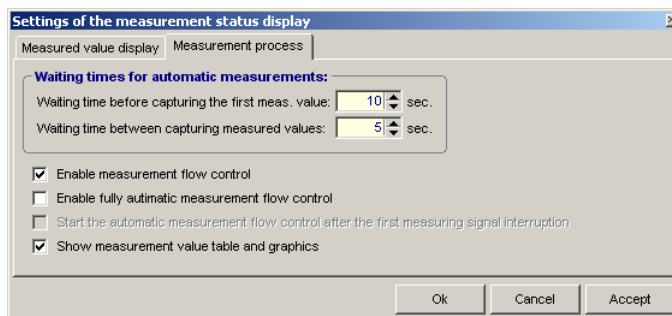 Settings of the measurement status display
Measured value display Measurement process
Waiting times for automatic measurements:
Waiting time before capturing the first meas. value: 10 sec.
Waiting time between capturing measured values: 5 sec.
Enable measurement flow control
Enable fully autimatic measurement flow control
Start the automatic measurement flow control after the first measuring signal interruption
Show measurement value table and graphics
Ok Cancel Accept